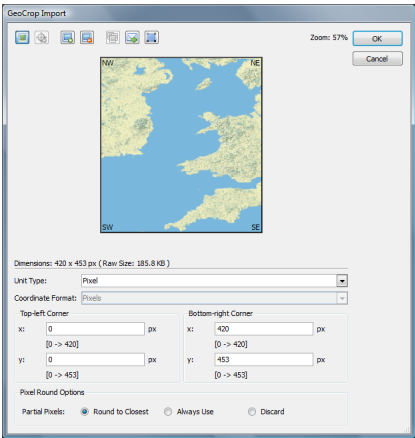 GeoCrop Import
Zoom: 57%
OK
Cancel
NW
NE
SW
SE
Dimensions: 420 x 453 px ( Raw Size: 185.8 KB )
Unit Type:
Pixel
Coordinate Format:
Pixels
Top-left Corner
Bottom-right Corner
x:
0
px
x:
420
px
[0 -> 420]
[0 -> 420]
y:
0
px
y:
453
px
[0 -> 453]
[0 -> 453]
Pixel Round Options
Partial Pixels:
Round to Closest
Always Use
Discard